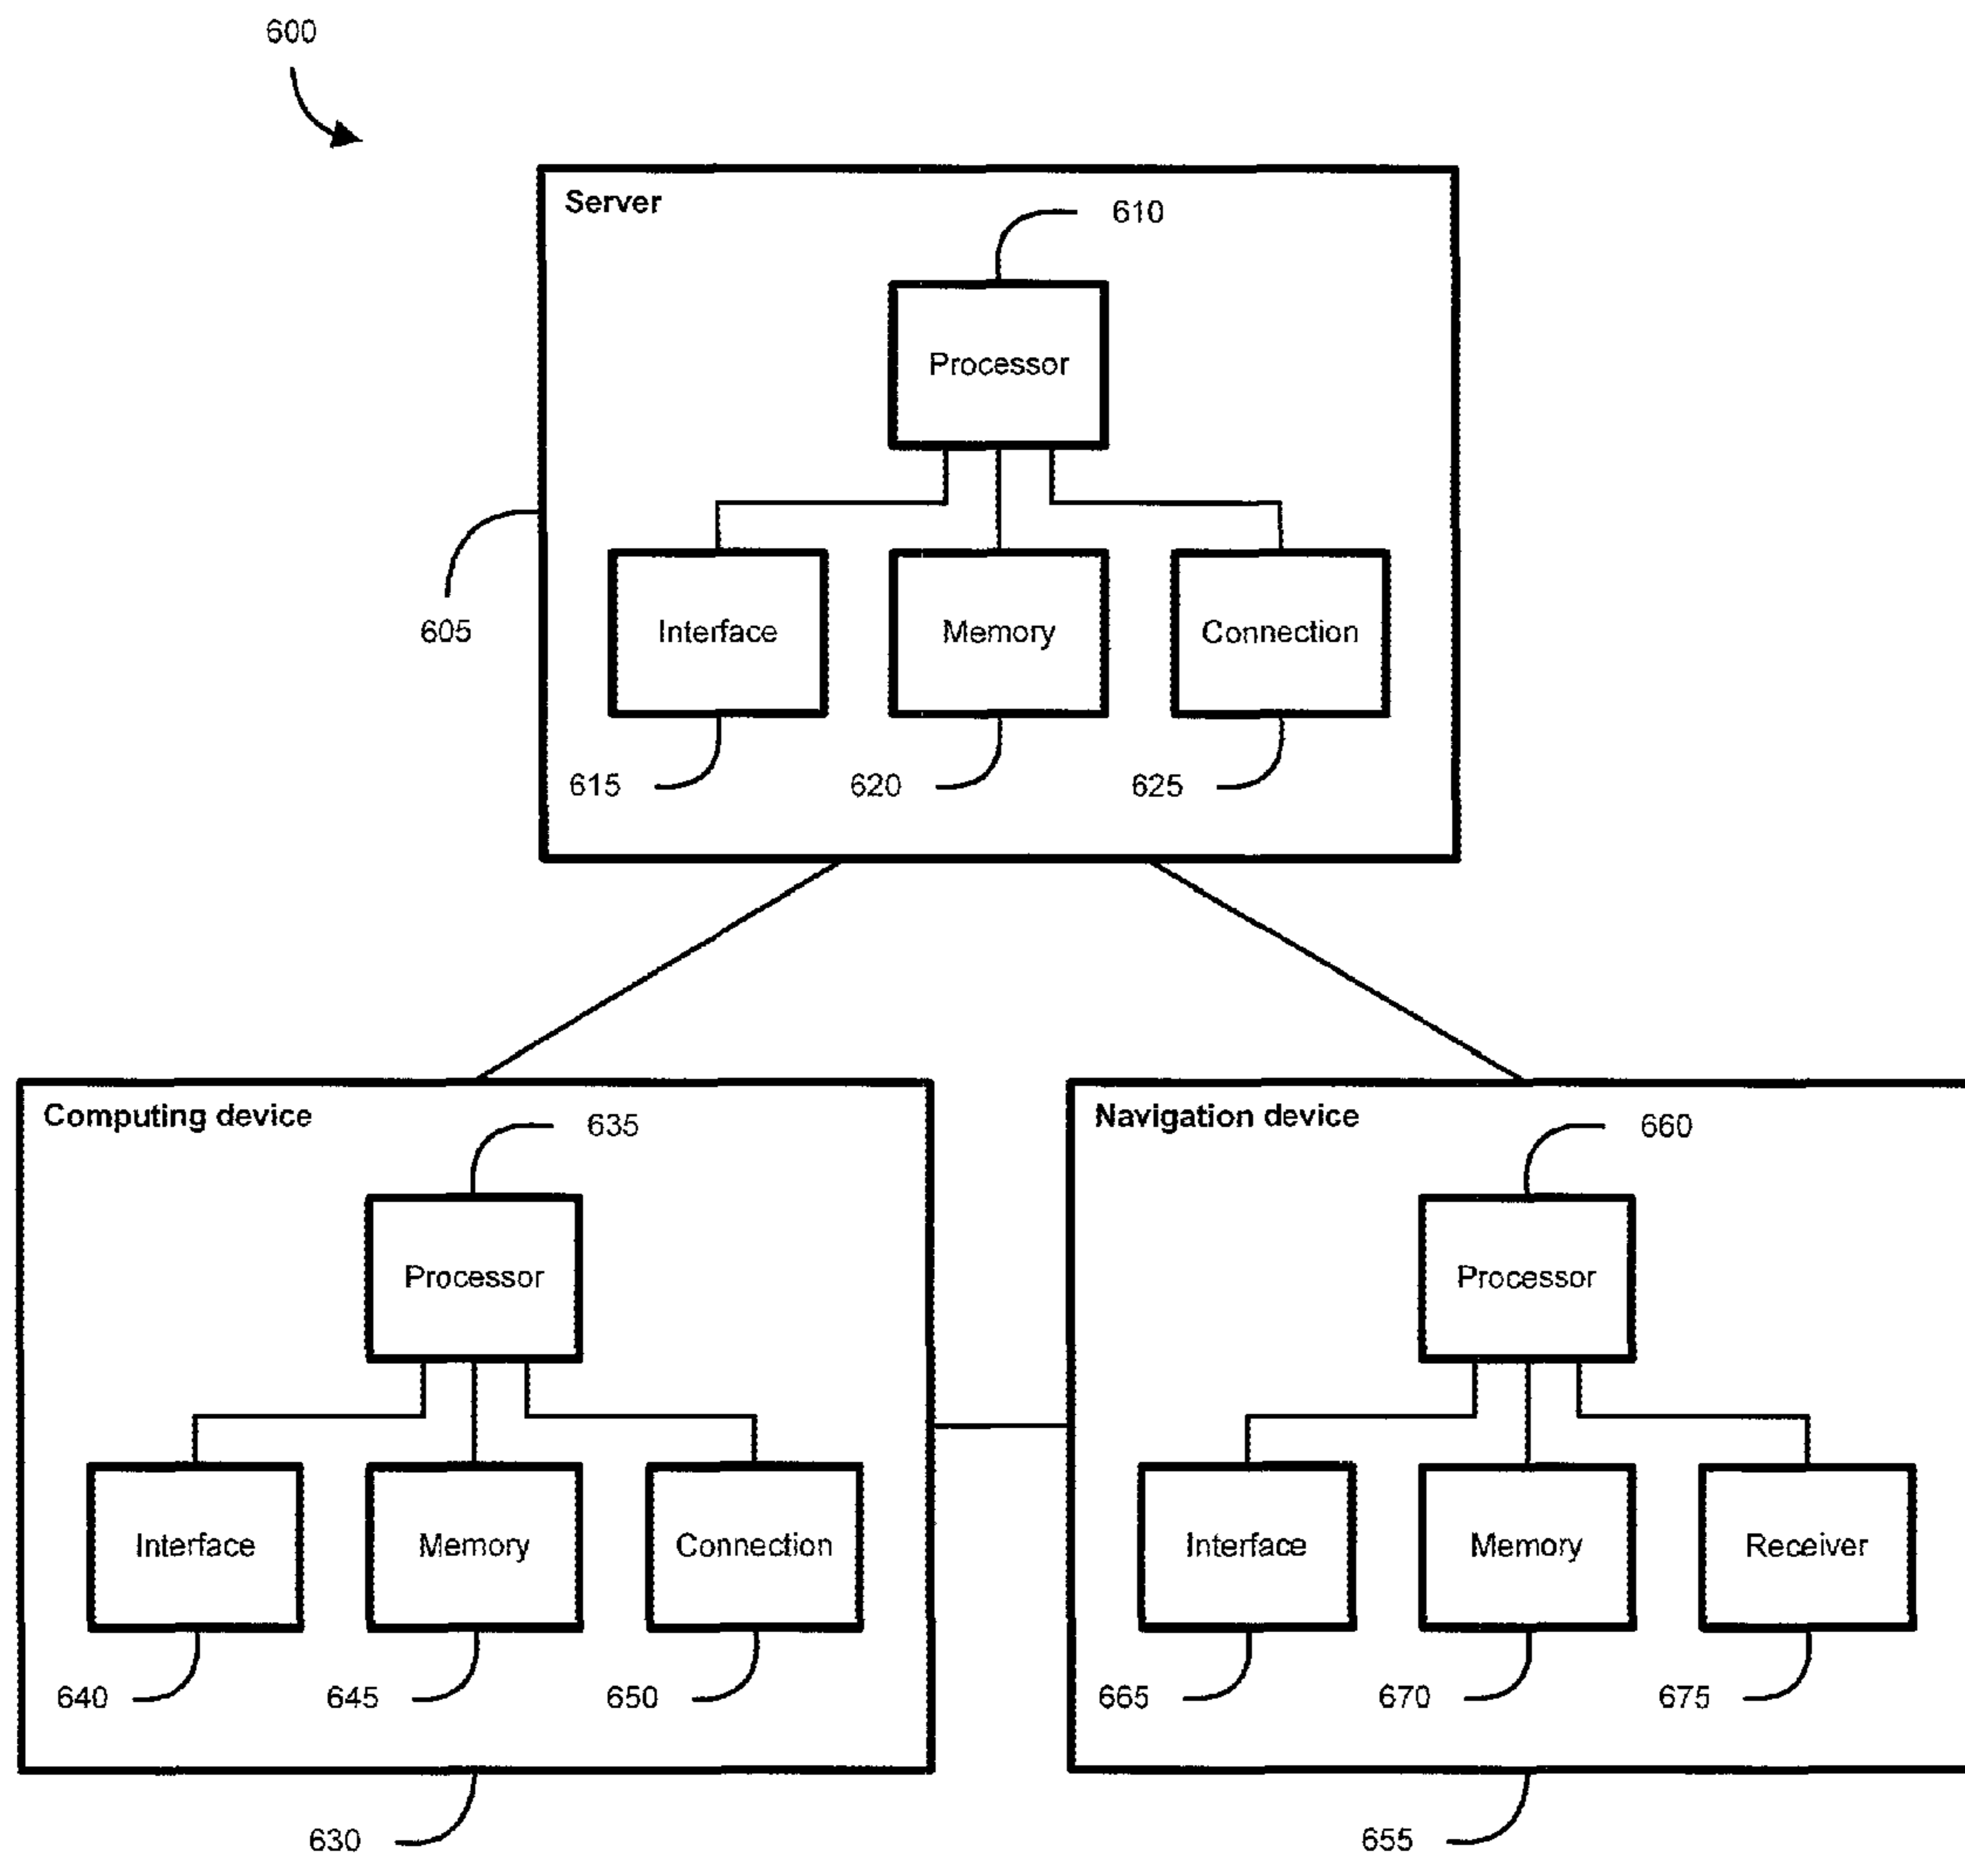 600
Server
610
Processor
605
Interface
Memory
Connection
615
620
625
Computing device
635
Processor
Interface
Memory
Connection
640
645
650
630
Navigation device
660
Processor
Interface
Memory
Receiver
665
670
675
655